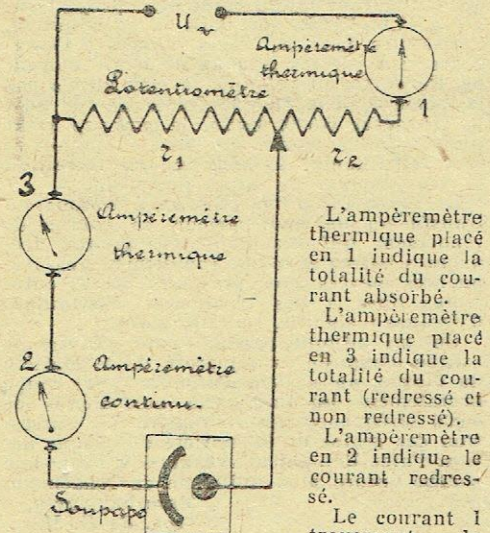 U~
Ampèremètre
thermique
1
Potentiomètre
r1
r2
3
Ampèremètre
thermique
2
Ampèremètre
continu.
Soupape
L'ampèremètre
thermique placé
en 1 indique la
totalité du cou-
rant absorbé.
L'ampèremètre
thermique placé
en 3 indique la
totalité du cou-
rant (redressé et
non redressé).
L'ampèremètre
en 2 indique le
courant redres-
sé.
Le courant I